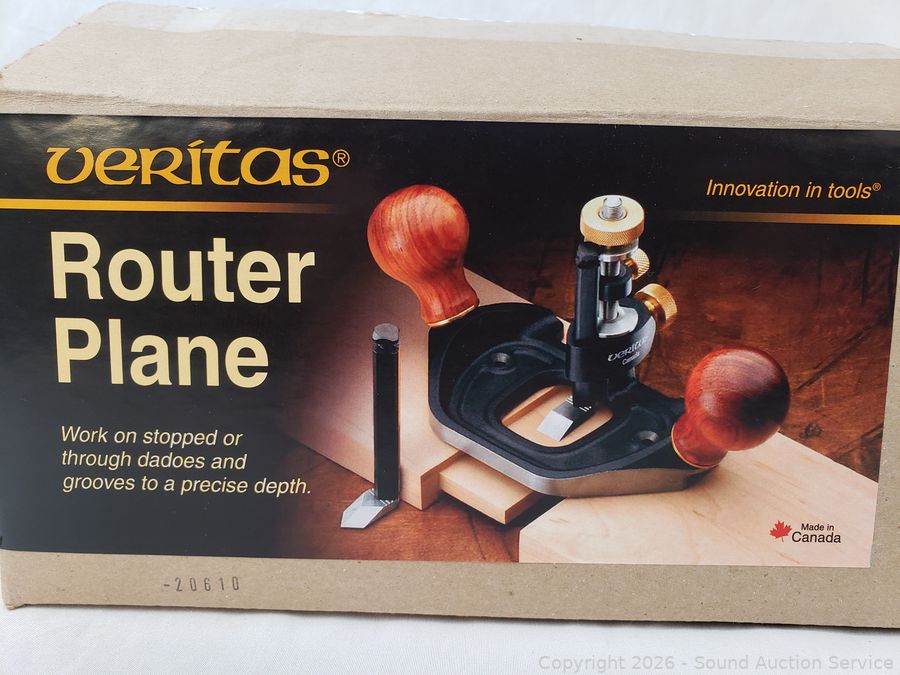 veritas®
Innovation in tools®
Router
Plane
veritas
Canada
Work on stopped or
through dadoes and
grooves to a precise depth.
Made in
Canada
-20610
Copyright 2026 - Sound Auction Service